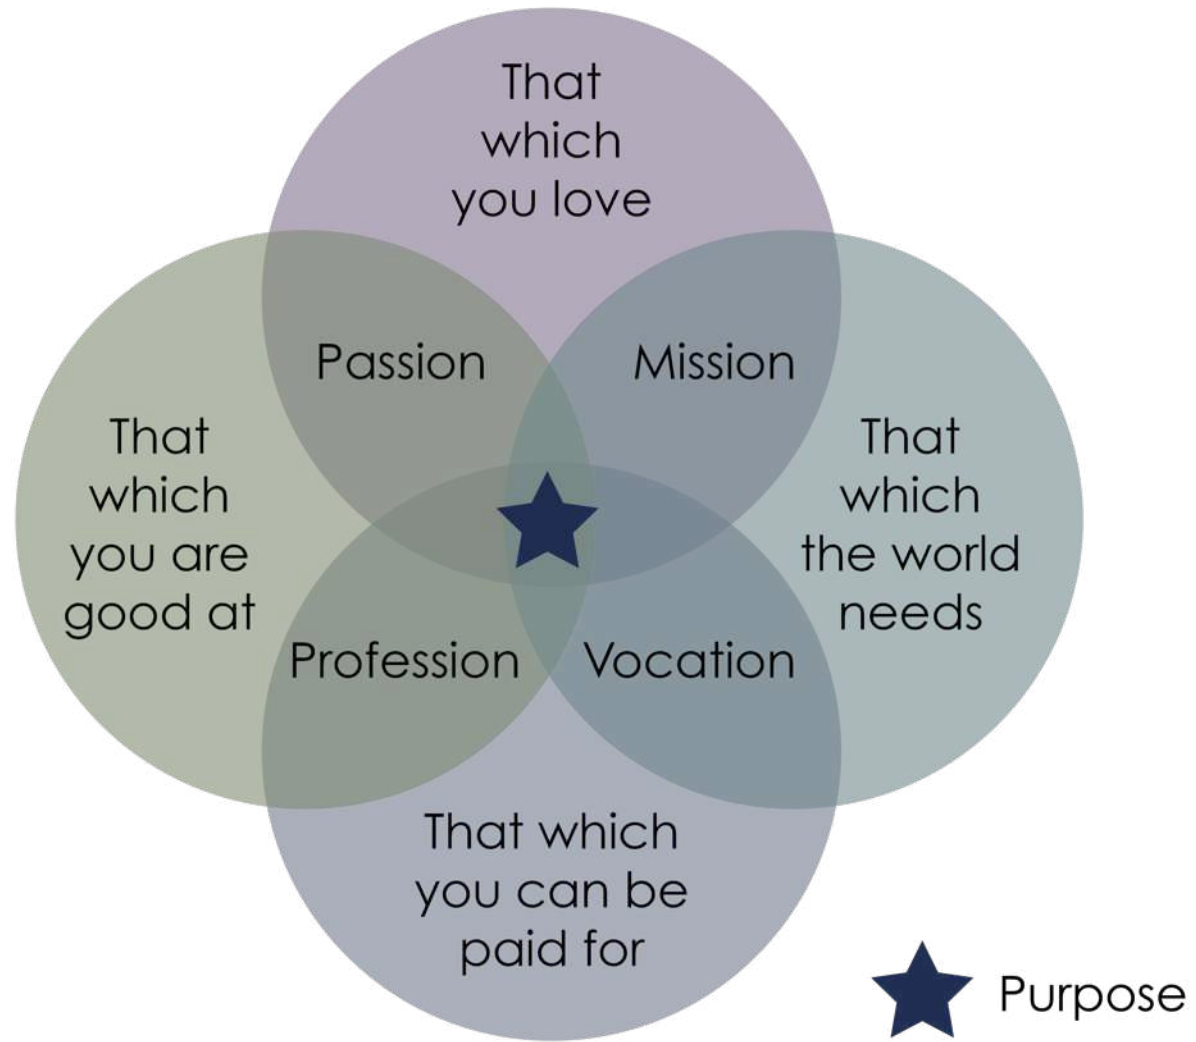 That
which
you love
Passion
Mission
That
which
you are
good at
That
which
the world
needs
Profession
Vocation
That which
you can be
paid for
Purpose